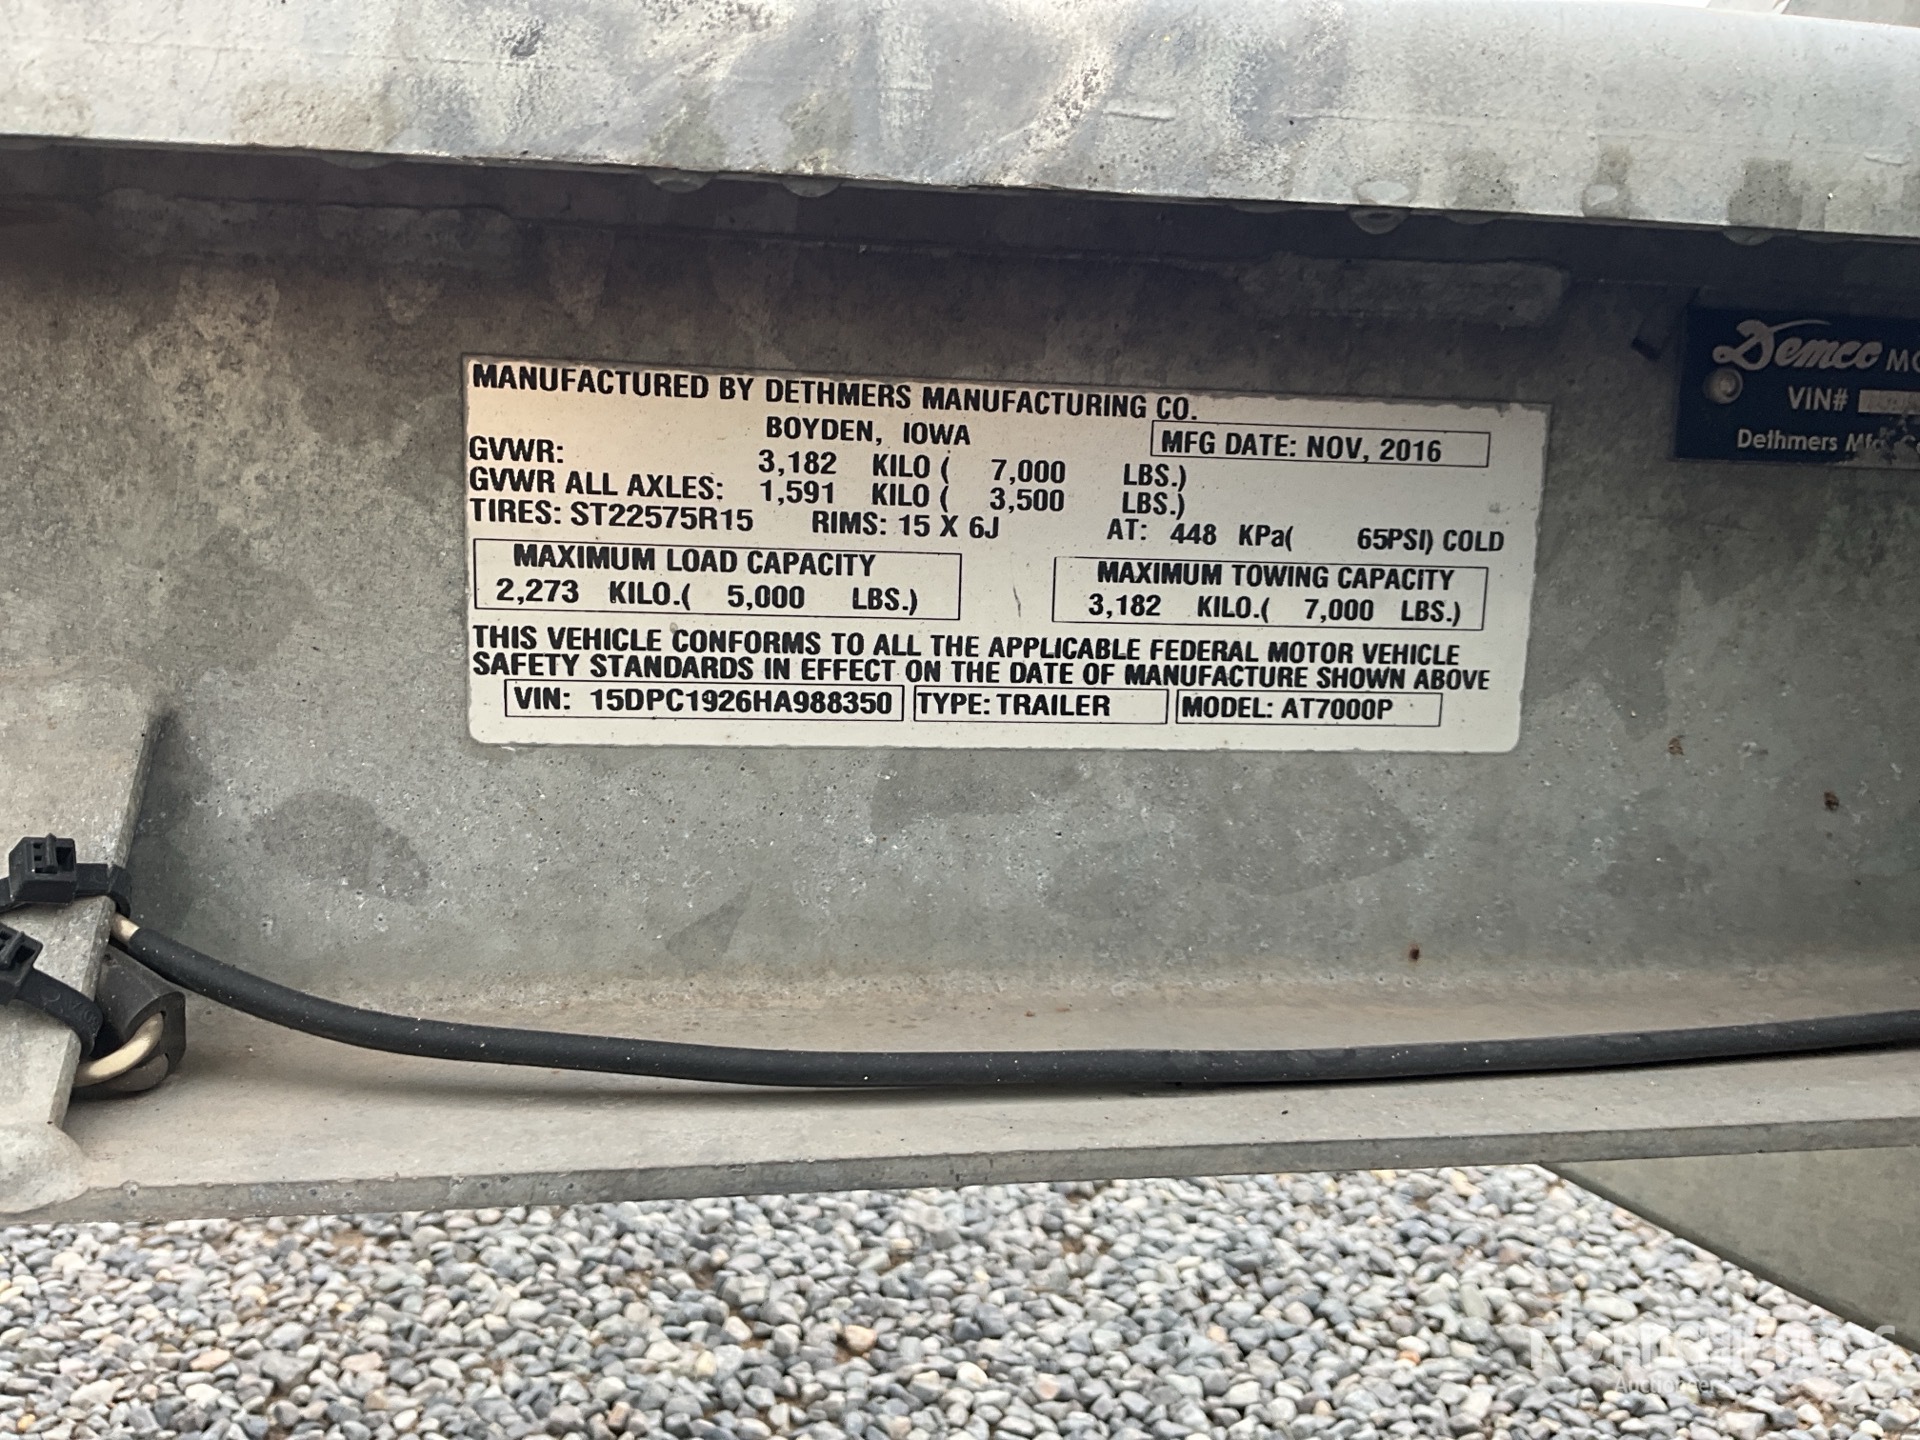 MANUFACTURED BY DETHMERS MANUFACTURING CO.
BOYDEN, IOWA
MFG DATE: NOV, 2016
GVWR: 3,182 KILO ( 7,000 LBS.)
GVWR ALL AXLES: 1,591 KILO ( 3,500 LBS.)
TIRES: ST22575R15 RIMS: 15 X 6J AT: 448 KPa( 65PSI) COLD
MAXIMUM LOAD CAPACITY
2,273 KILO.( 5,000 LBS.)
MAXIMUM TOWING CAPACITY
3,182 KILO.( 7,000 LBS.)
THIS VEHICLE CONFORMS TO ALL THE APPLICABLE FEDERAL MOTOR VEHICLE
SAFETY STANDARDS IN EFFECT ON THE DATE OF MANUFACTURE SHOWN ABOVE
VIN: 15DPC1926HA988350 TYPE: TRAILER MODEL: AT7000P
Demco
VIN#
Dethmers Mfg.
Auctioneers